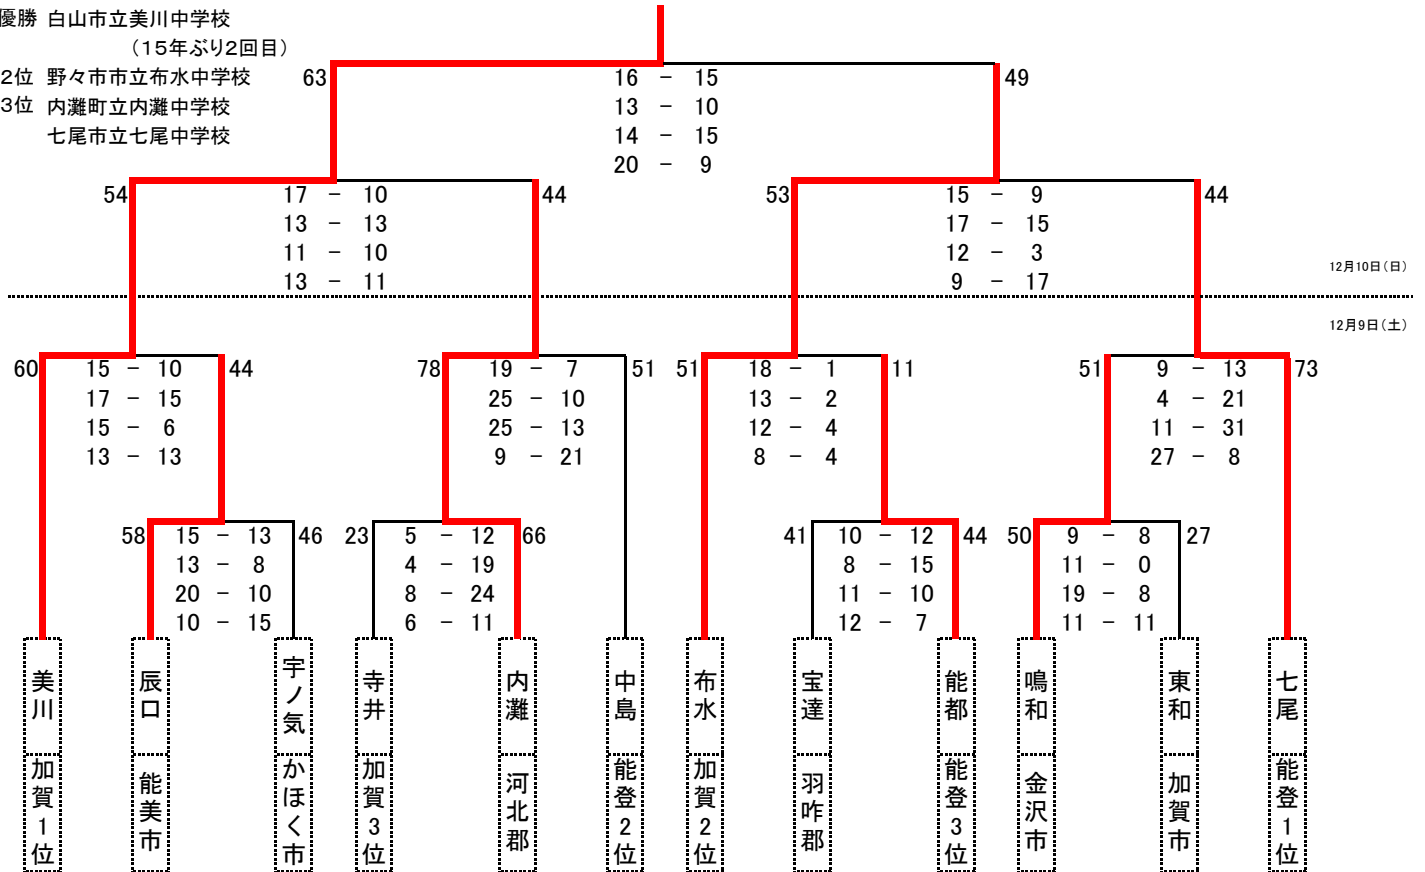 優勝 白山市立美川中学校
（15年ぶり2回目）
2位 野々市市立布水中学校
3位 内灘町立内灘中学校
七尾市立七尾中学校
63 16 － 15 49
13 － 10
14 － 15
20 － 9
54 17 － 10 44 53 15 － 9 44
13 － 13 17 － 15
11 － 10 12 － 3
13 － 11 9 － 17
12月10日（日）
12月9日（土）
60 15 － 10 44 78 19 － 7 51 51 18 － 1 11 51 9 － 13 73
17 － 15 25 － 10 13 － 2 4 － 21
15 － 6 25 － 13 12 － 4 11 － 31
13 － 13 9 － 21 8 － 4 27 － 8
58 15 － 13 46 23 5 － 12 66 41 10 － 12 44 50 9 － 8 27
13 － 8 4 － 19 8 － 15 11 － 0
20 － 10 8 － 24 11 － 10 19 － 8
10 － 15 6 － 11 12 － 7 11 － 11
美川 辰口 宇ノ気 寺井 内灘 中島 布水 宝達 能都 鳴和 東和 七尾
加賀1位 能美市 かほく市 加賀3位 河北郡 能登2位 加賀2位 羽咋郡 能登3位 金沢市 加賀市 能登1位